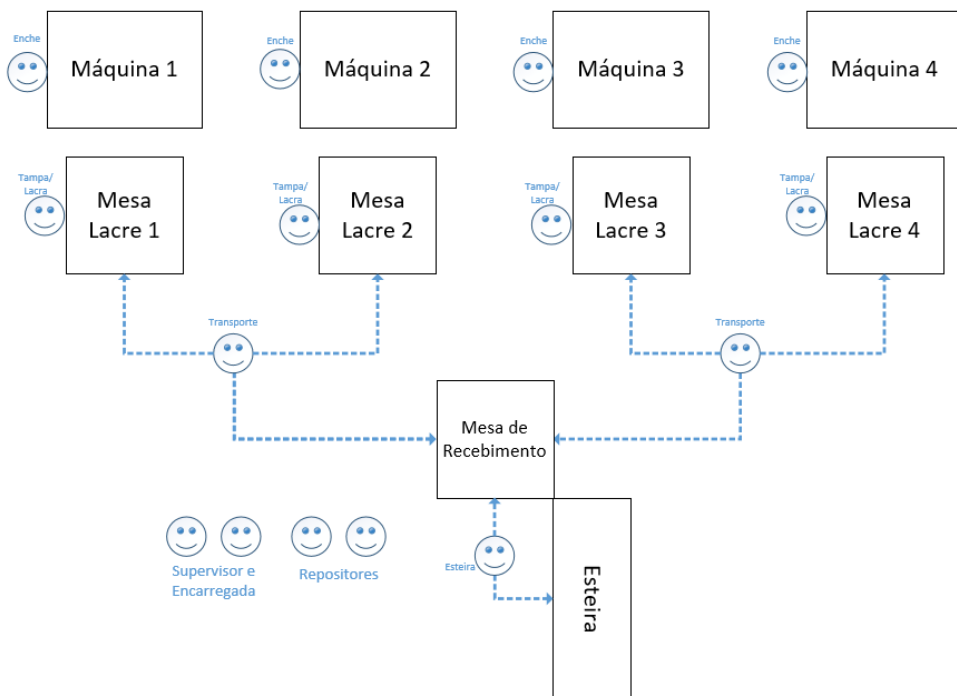 Enche
Enche
Enche
Enche
Máquina 1
Máquina 2
Máquina 3
Máquina 4
Tampa/
Lacra
Tampa/
Lacra
Tampa/
Lacra
Tampa/
Lacra
Mesa
Lacre 1
Mesa
Lacre 2
Mesa
Lacre 3
Mesa
Lacre 4
Transporte
Transporte
Mesa de
Recebimento
Supervisor e
Encarregada
Repositores
Esteira
Esteira